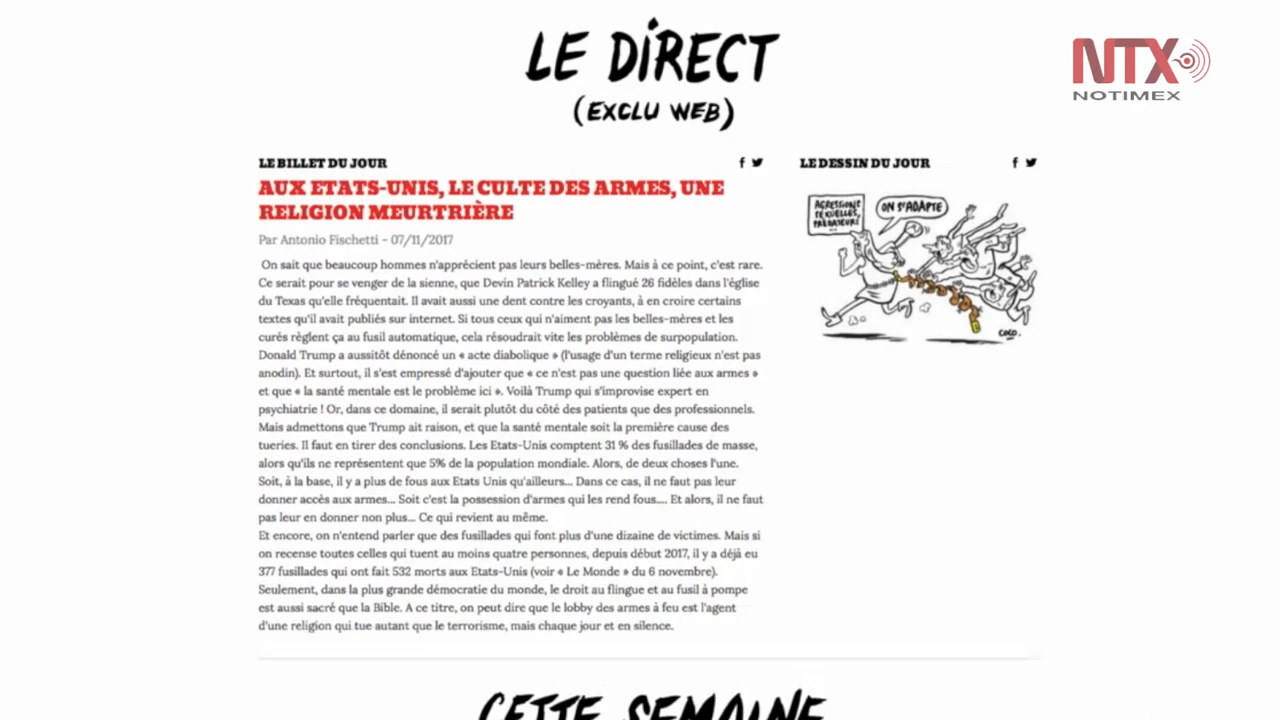 LE DIRECT
(EXCLU WEB)
NTX
NOTIMEX
LE BILLET DU JOUR
AUX ETATS-UNIS, LE CULTE DES ARMES, UNE
RELIGION MEURTRIÈRE
Par Antonio Fischetti - 07/11/2017
On sait que beaucoup hommes n'apprécient pas leurs belles-mères. Mais à ce point, c'est rare.
Ce serait pour se venger de la sienne, que Devin Patrick Kelley a flingué 26 fidèles dans l'église
du Texas qu'elle fréquentait. Il avait aussi une dent contre les croyants, à en croire certains
textes qu'il avait publiés sur internet. Si tous ceux qui n'aiment pas les belles-mères et les
curés règlent ça au fusil automatique, cela résoudrait vite les problèmes de surpopulation.
Donald Trump a aussitôt dénoncé un « acte diabolique » (l'usage d'un terme religieux n'est pas
anodin). Et surtout, il s'est empressé d'ajouter que « ce n'est pas une question liée aux armes »
et que « la santé mentale est le problème ici ». Voilà Trump qui s'improvise expert en
psychiatrie ! Or, dans ce domaine, il serait plutôt du côté des patients que des professionnels.
Mais admettons que Trump ait raison, et que la santé mentale soit la première cause des
tueries. Il faut en tirer des conclusions. Les Etats-Unis comptent 31 % des fusillades de masse,
alors qu'ils ne représentent que 5% de la population mondiale. Alors, de deux choses l'une.
Soit, à la base, il y a plus de fous aux Etats Unis qu'ailleurs... Dans ce cas, il ne faut pas leur
donner accès aux armes... Soit c'est la possession d'armes qui les rend fous.... Et alors, il ne faut
pas leur en donner non plus... Ce qui revient au même.
Et encore, on n'entend parler que des fusillades qui font plus d'une dizaine de victimes. Mais si
on recense toutes celles qui tuent au moins quatre personnes, depuis début 2017, il y a déjà eu
377 fusillades qui ont fait 532 morts aux Etats-Unis (voir « Le Monde » du 6 novembre).
Seulement, dans la plus grande démocratie du monde, le droit au flingue et au fusil à pompe
est aussi sacré que la Bible. A ce titre, on peut dire que le lobby des armes à feu est l'agent
d'une religion qui tue autant que le terrorisme, mais chaque jour et en silence.
LE DESSIN DU JOUR
AGRESSIONS
SEXUELLES,
PRÉDATEURS
...
ON S'ADAPTE
COCO.
CETTE SEMAINE